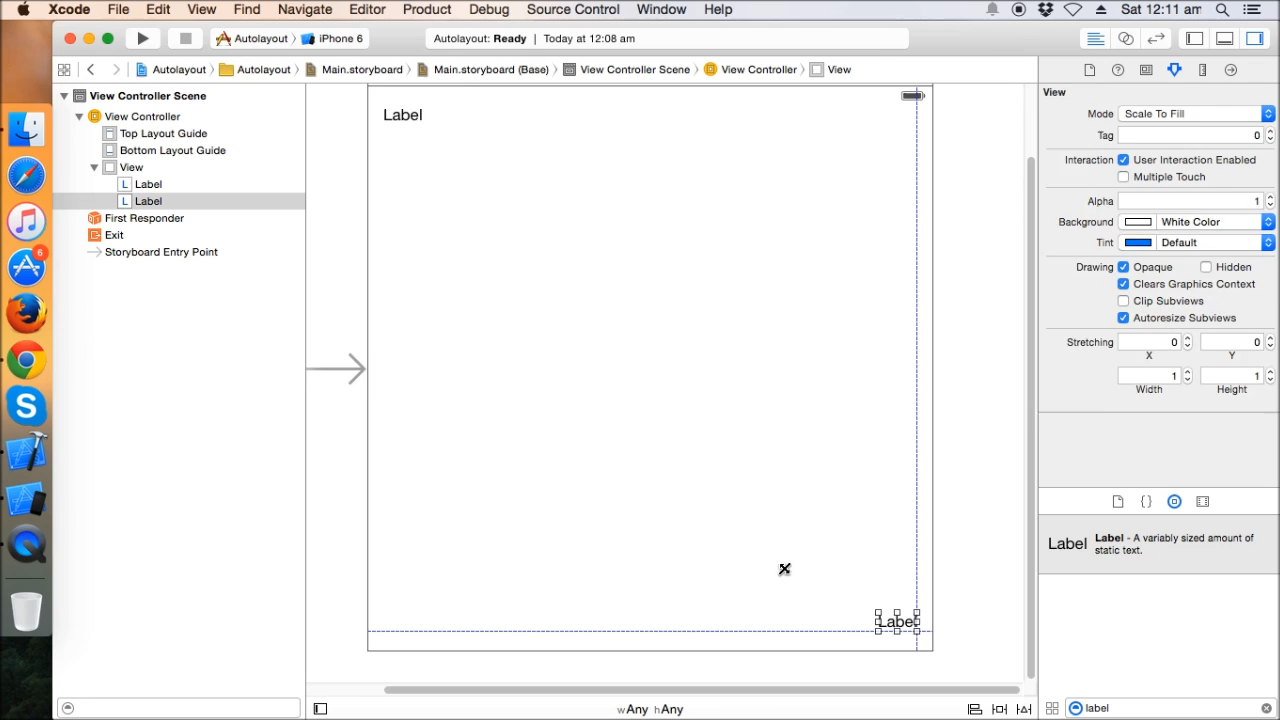 Xcode File Edit View Find Navigate Editor Product Debug Source Control Window Help Sat 12:11 am
Autolayout iPhone 6 Autolayout: Ready | Today at 12:08 am
Autolayout Autolayout Main.storyboard Main.storyboard (Base) View Controller Scene View Controller View
View Controller Scene
View Controller
Top Layout Guide
Bottom Layout Guide
View
Label
Label
First Responder
Exit
Storyboard Entry Point
6
Label
Label
wAny hAny
View
Mode Scale To Fill
Tag 0
Interaction User Interaction Enabled
Multiple Touch
Alpha 1
Background White Color
Tint Default
Drawing Opaque Hidden
Clears Graphics Context
Clip Subviews
Autoresize Subviews
Stretching 0 0
X Y
1 1
Width Height
Label Label - A variably sized amount of
static text.
label